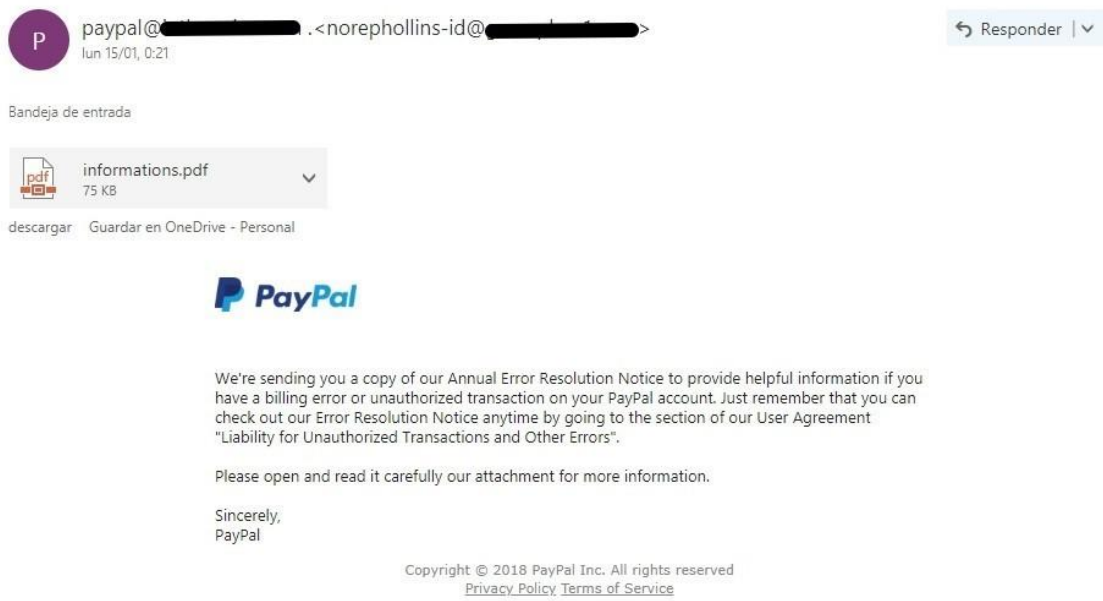 P
paypal@ .<norephollins-id@ >
Responder
lun 15/01, 0:21
Bandeja de entrada
pdf
informations.pdf
75 KB
descargar Guardar en OneDrive - Personal
PayPal
We're sending you a copy of our Annual Error Resolution Notice to provide helpful information if you
have a billing error or unauthorized transaction on your PayPal account. Just remember that you can
check out our Error Resolution Notice anytime by going to the section of our User Agreement
"Liability for Unauthorized Transactions and Other Errors".
Please open and read it carefully our attachment for more information.
Sincerely,
PayPal
Copyright © 2018 PayPal Inc. All rights reserved
Privacy Policy Terms of Service